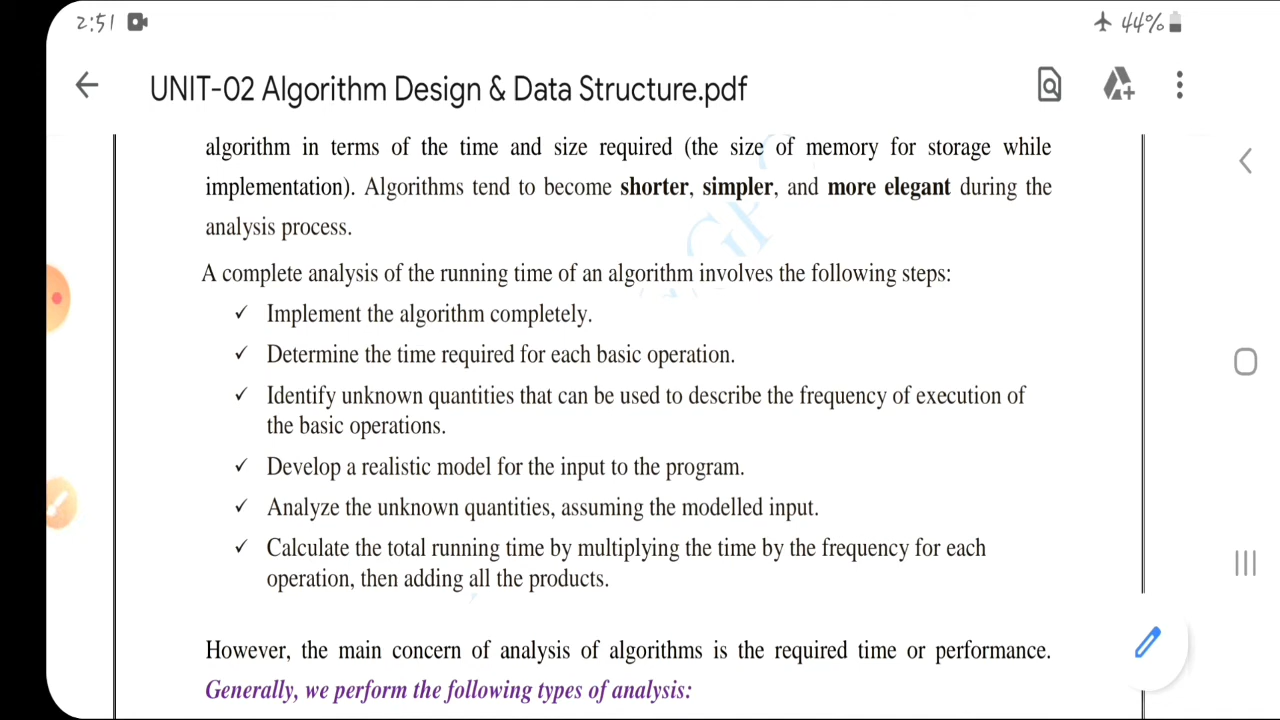 2:51
44%
UNIT-02 Algorithm Design & Data Structure.pdf
algorithm in terms of the time and size required (the size of memory for storage while
implementation). Algorithms tend to become shorter, simpler, and more elegant during the
analysis process.
A complete analysis of the running time of an algorithm involves the following steps:
✓ Implement the algorithm completely.
✓ Determine the time required for each basic operation.
✓ Identify unknown quantities that can be used to describe the frequency of execution of
the basic operations.
✓ Develop a realistic model for the input to the program.
✓ Analyze the unknown quantities, assuming the modelled input.
✓ Calculate the total running time by multiplying the time by the frequency for each
operation, then adding all the products.
However, the main concern of analysis of algorithms is the required time or performance.
Generally, we perform the following types of analysis: